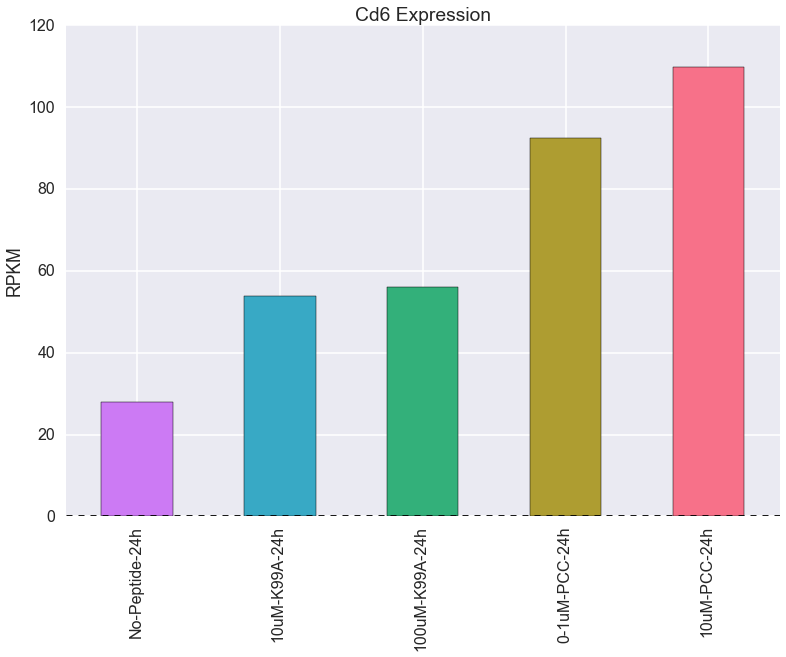 Cd6 Expression
120
100
80
60
40
20
0
RPKM
No-Peptide-24h
10uM-K99A-24h
100uM-K99A-24h
0-1uM-PCC-24h
10uM-PCC-24h